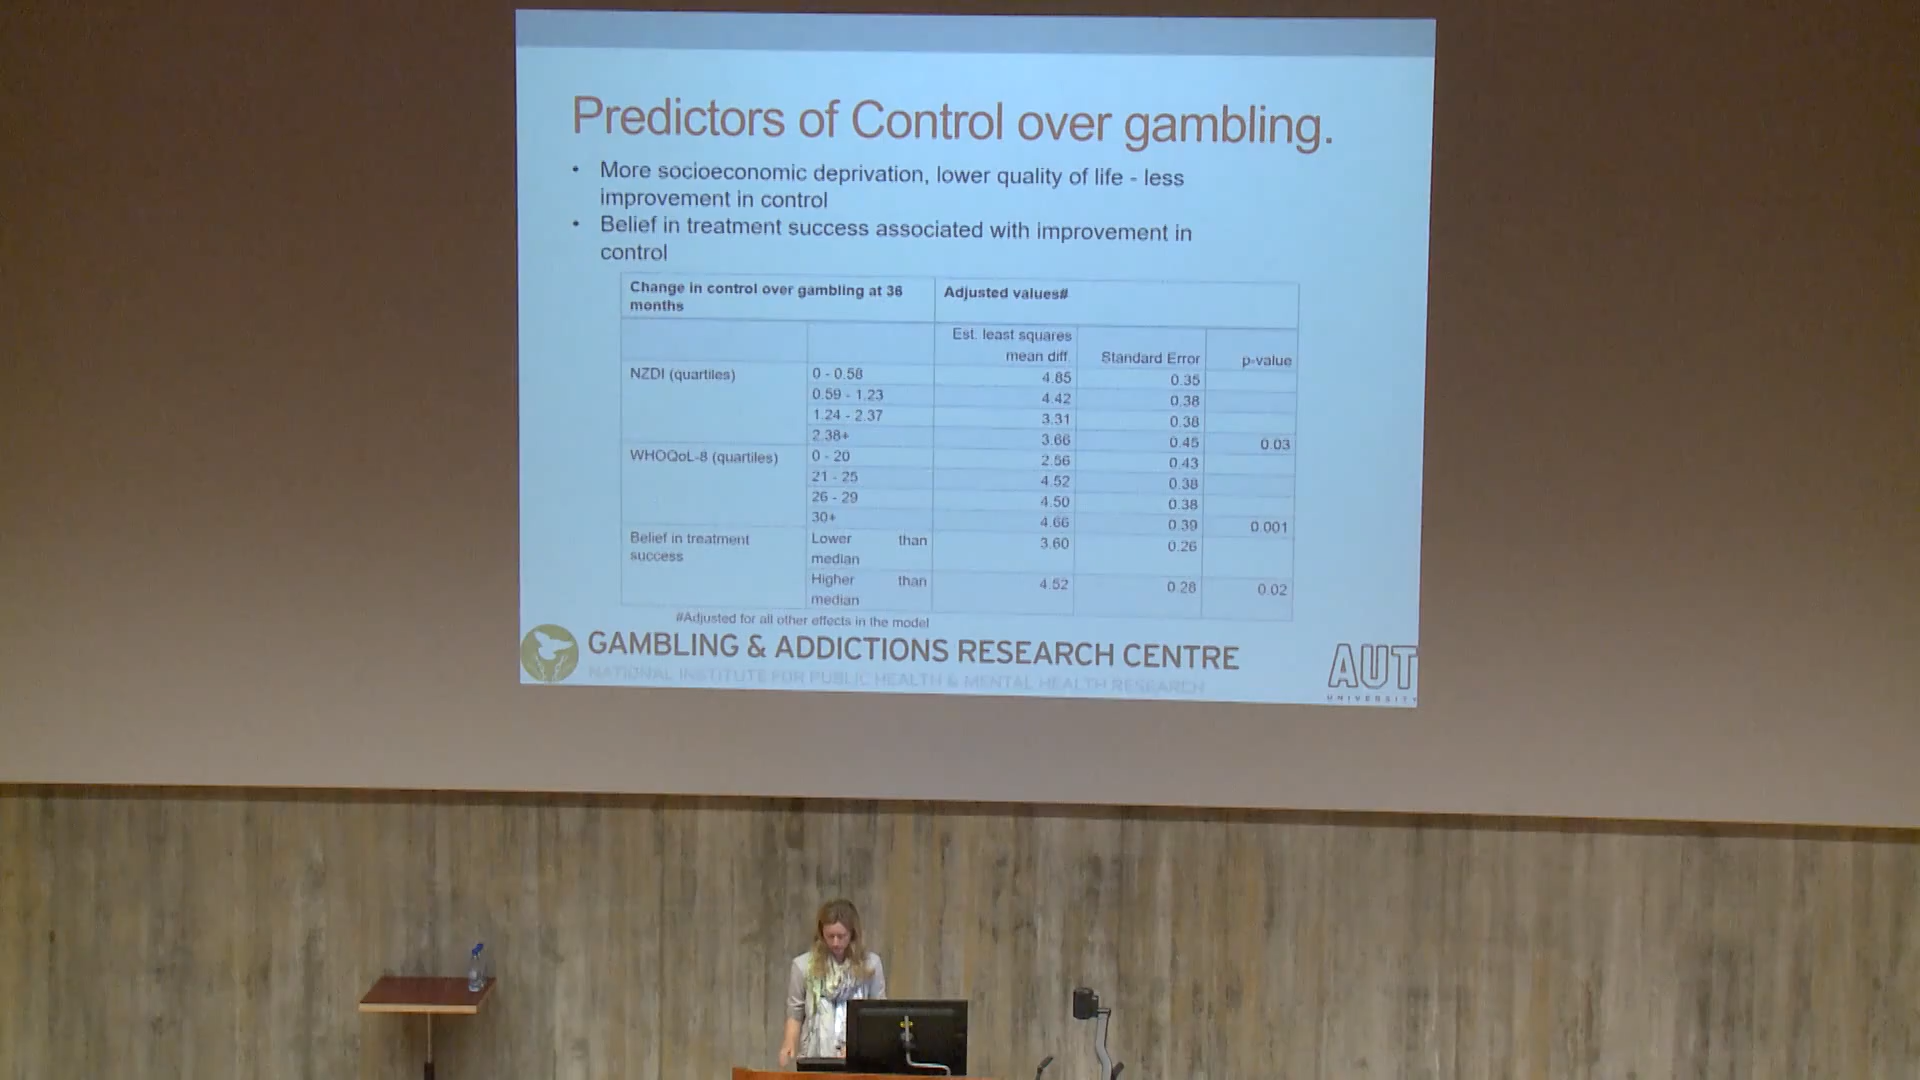 Predictors of Control over gambling.
• More socioeconomic deprivation, lower quality of life - less
improvement in control
• Belief in treatment success associated with improvement in
control
Change in control over gambling at 36 months Adjusted values#
Est. least squares mean diff. Standard Error p-value
NZDI (quartiles) 0 - 0.58 4.85 0.35
0.59 - 1.23 4.42 0.38
1.24 - 2.37 3.31 0.38
2.38+ 3.66 0.45 0.03
WHOQoL-8 (quartiles) 0 - 20 2.56 0.43
21 - 25 4.52 0.38
26 - 29 4.50 0.38
30+ 4.66 0.39 0.001
Belief in treatment success Lower than median 3.60 0.26
Higher than median 4.52 0.28 0.02
#Adjusted for all other effects in the model
GAMBLING & ADDICTIONS RESEARCH CENTRE
NATIONAL INSTITUTE FOR PUBLIC HEALTH & MENTAL HEALTH RESEARCH
AUT
UNIVERSITY